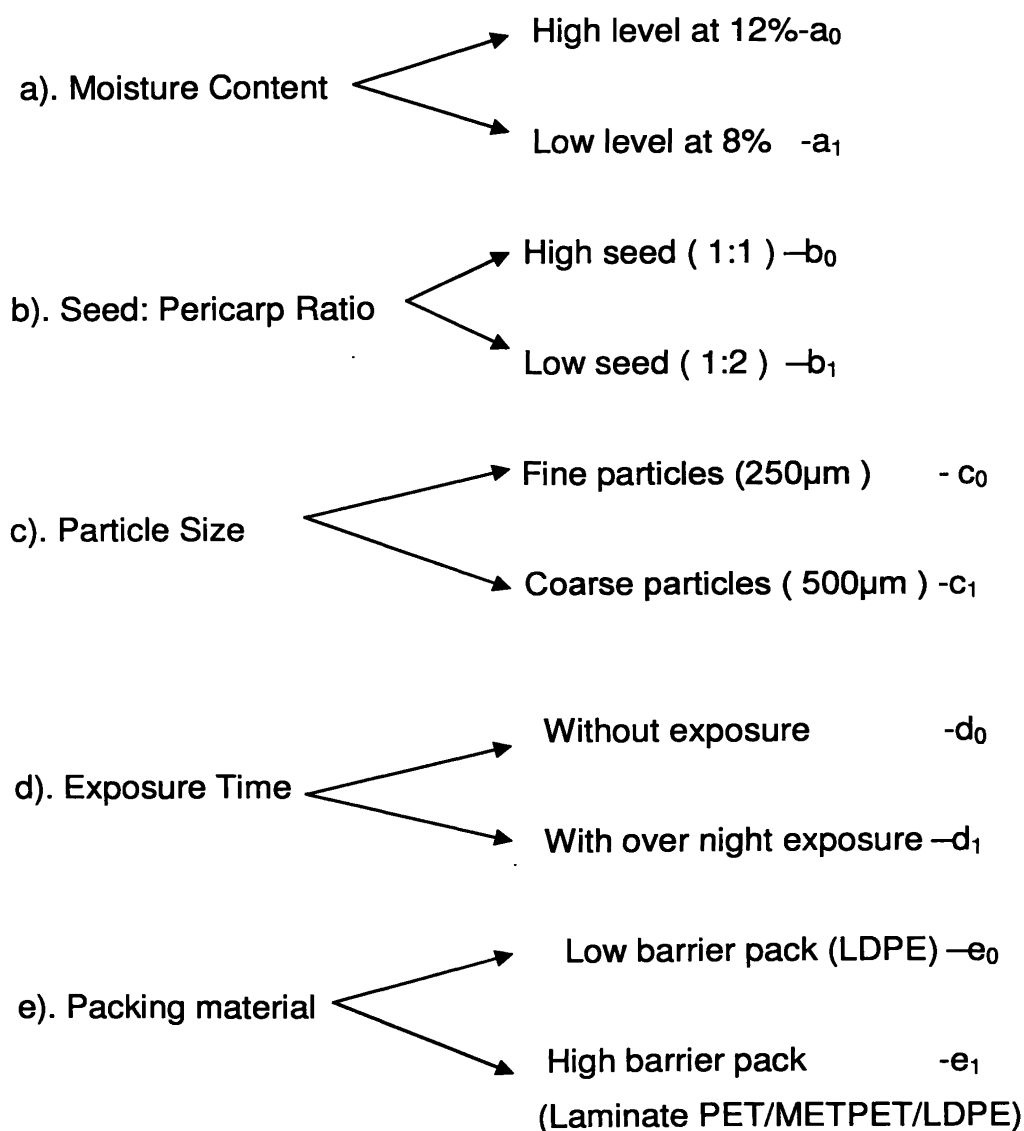 High level at 12%-a₀
a). Moisture Content
Low level at 8% -a₁
High seed ( 1:1 ) –b₀
b). Seed: Pericarp Ratio
Low seed ( 1:2 ) –b₁
Fine particles (250µm ) - c₀
c). Particle Size
Coarse particles ( 500µm ) -c₁
Without exposure -d₀
d). Exposure Time
With over night exposure –d₁
Low barrier pack (LDPE) –e₀
e). Packing material
High barrier pack -e₁
(Laminate PET/METPET/LDPE)